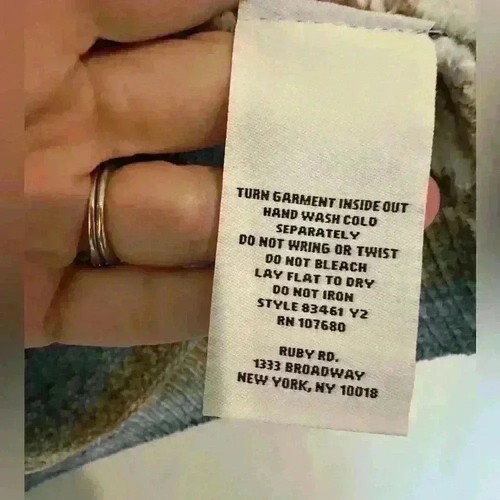 TURN GARMENT INSIDE OUT
HAND WASH COLD
SEPARATELY
DO NOT WRING OR TWIST
DO NOT BLEACH
LAY FLAT TO DRY
DO NOT IRON
STYLE 83461 Y2
RN 107680
RUBY RD.
1333 BROADWAY
NEW YORK, NY 10018